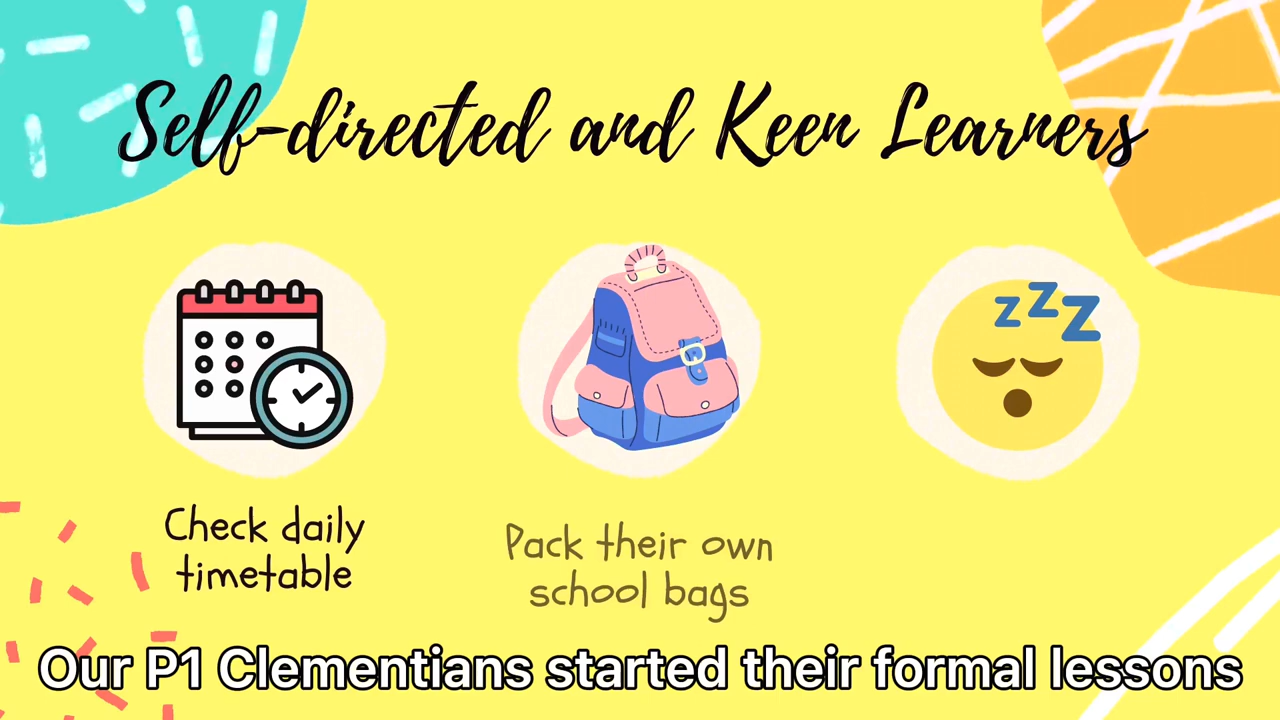 Self-directed and Keen Learners
z z z
Check daily
timetable
Pack their own
school bags
Our P1 Clementians started their formal lessons